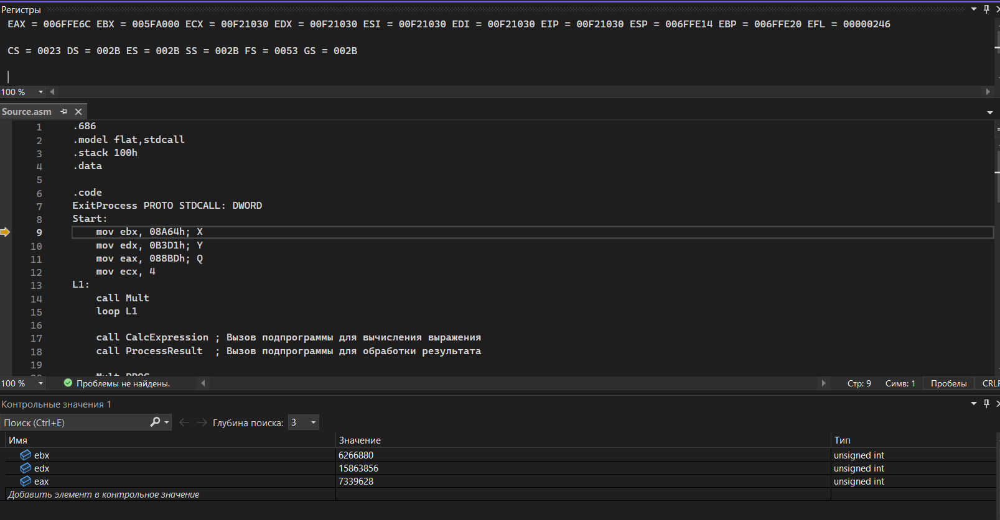 Регистры
EAX = 006FFE6C EBX = 005FA000 ECX = 00F21030 EDX = 00F21030 ESI = 00F21030 EDI = 00F21030 EIP = 00F21030 ESP = 006FFE14 EBP = 006FFE20 EFL = 00000246
CS = 0023 DS = 002B ES = 002B SS = 002B FS = 0053 GS = 002B
100 %
Source.asm
1 .686
2 .model flat,stdcall
3 .stack 100h
4 .data
5
6 .code
7 ExitProcess PROTO STDCALL: DWORD
8 Start:
9 mov ebx, 08A64h; X
10 mov edx, 0B3D1h; Y
11 mov eax, 088BDh; Q
12 mov ecx, 4
13 L1:
14 call Mult
15 loop L1
16
17 call CalcExpression ; Вызов подпрограммы для вычисления выражения
18 call ProcessResult ; Вызов подпрограммы для обработки результата
19
100 % Проблемы не найдены. Стр: 9 Симв: 1 Пробелы
Контрольные значения 1
Поиск (Ctrl+E) Глубина поиска: 3
Имя Значение Тип
ebx 6266880 unsigned int
edx 15863856 unsigned int
eax 7339628 unsigned int
Добавить элемент в контрольное значение